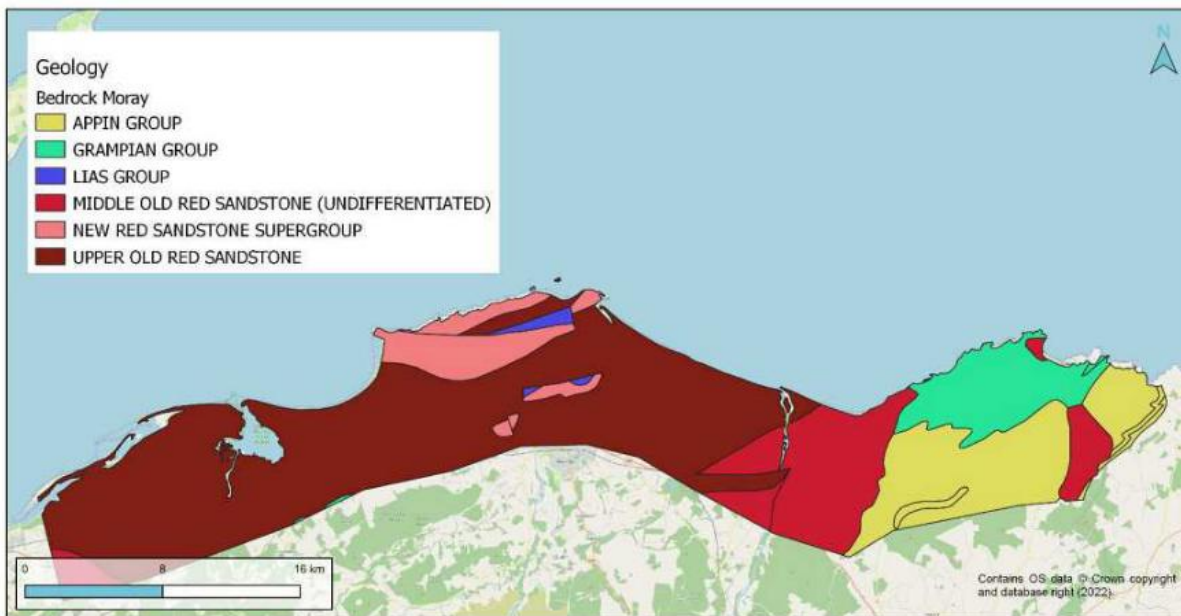 N
Geology
Bedrock Moray
APPIN GROUP
GRAMPIAN GROUP
LIAS GROUP
MIDDLE OLD RED SANDSTONE (UNDIFFERENTIATED)
NEW RED SANDSTONE SUPERGROUP
UPPER OLD RED SANDSTONE
0 8 16 km
Contains OS data © Crown copyright
and database right (2022).